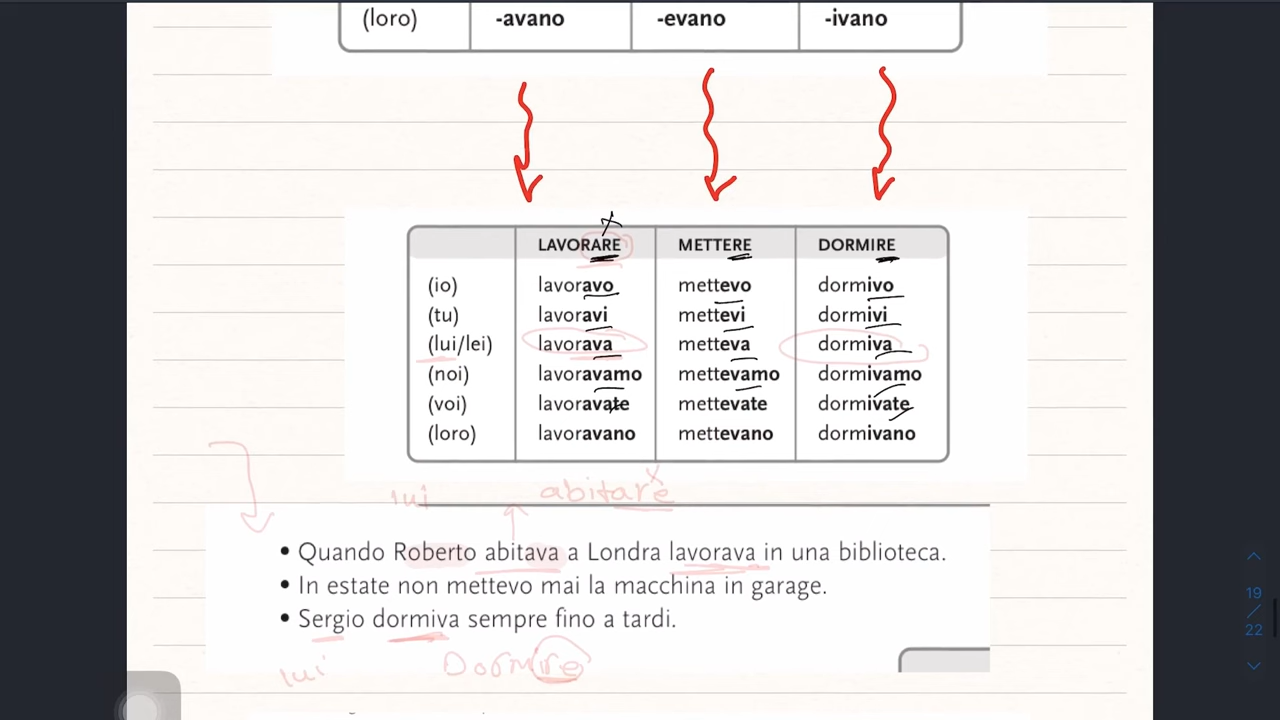 (loro) -avano -evano -ivano
LAVORARE METTERE DORMIRE
(io) lavoravo mettevo dormivo
(tu) lavoravi mettevi dormivi
(lui/lei) lavorava metteva dormiva
(noi) lavoravamo mettevamo dormivamo
(voi) lavoravate mettevate dormivate
(loro) lavoravano mettevano dormivano
lui abitare
• Quando Roberto abitava a Londra lavorava in una biblioteca.
• In estate non mettevo mai la macchina in garage.
• Sergio dormiva sempre fino a tardi.
lui Dormire
19
/
22